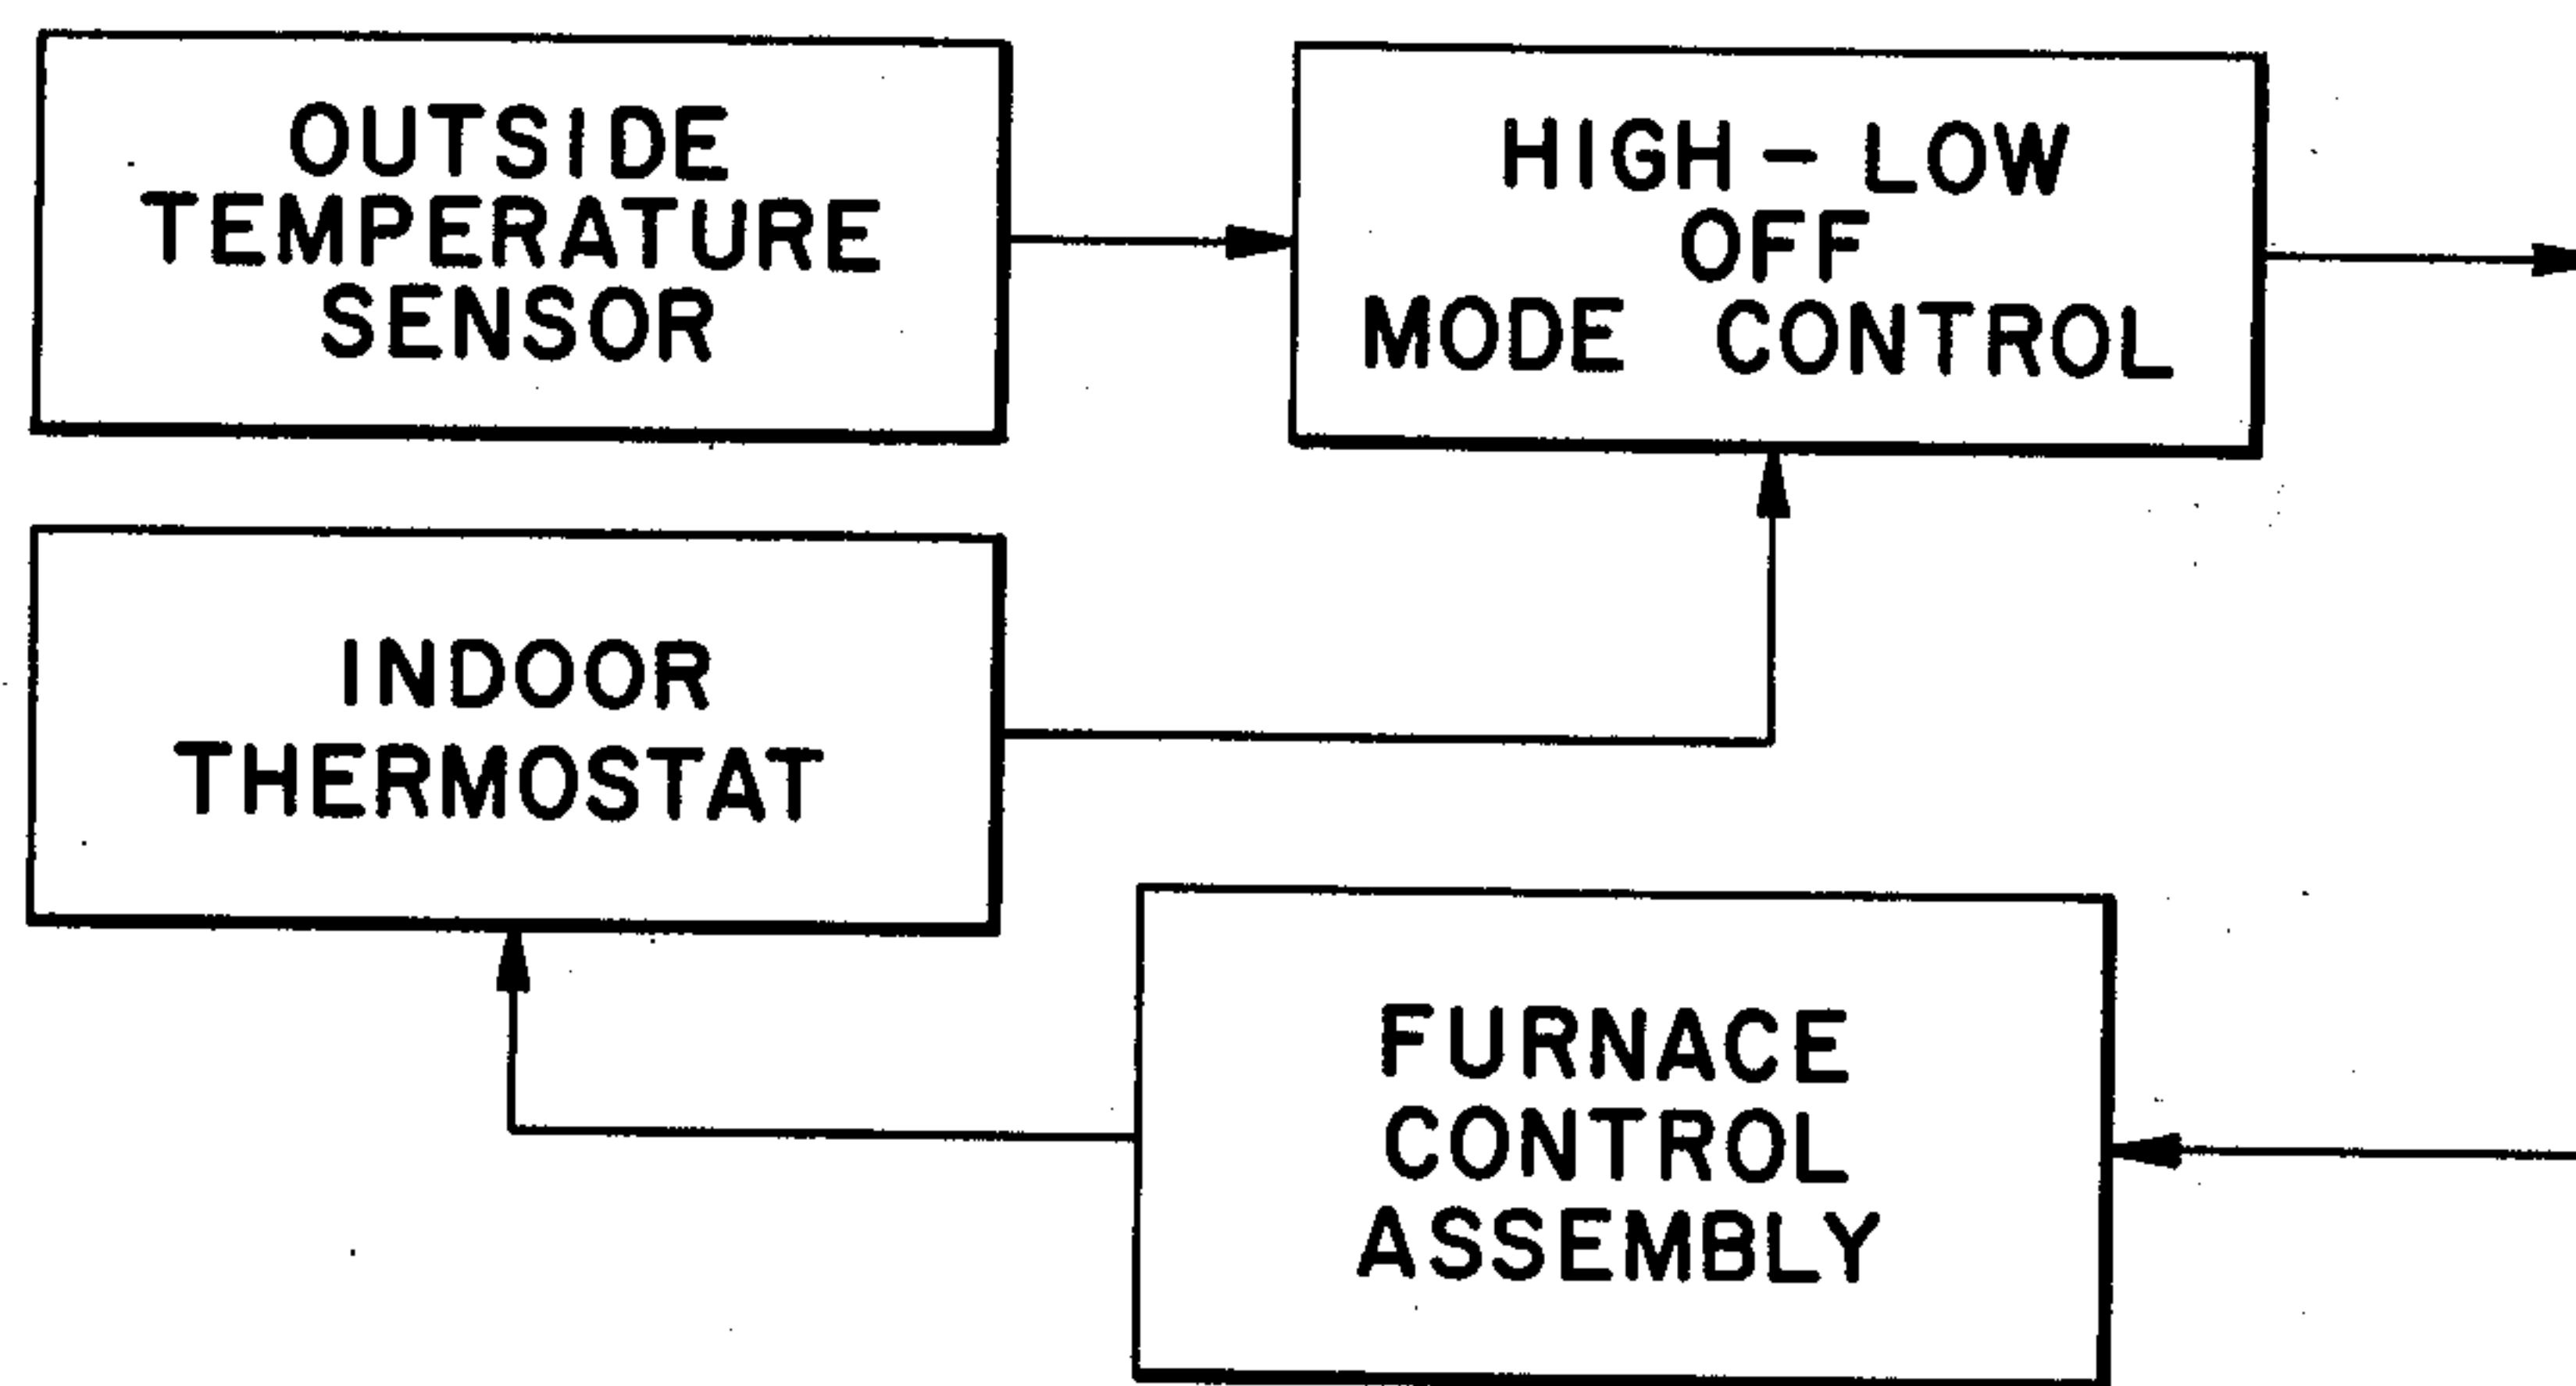 OUTSIDE
TEMPERATURE
SENSOR
HIGH - LOW
OFF
MODE CONTROL
INDOOR
THERMOSTAT
FURNACE
CONTROL
ASSEMBLY